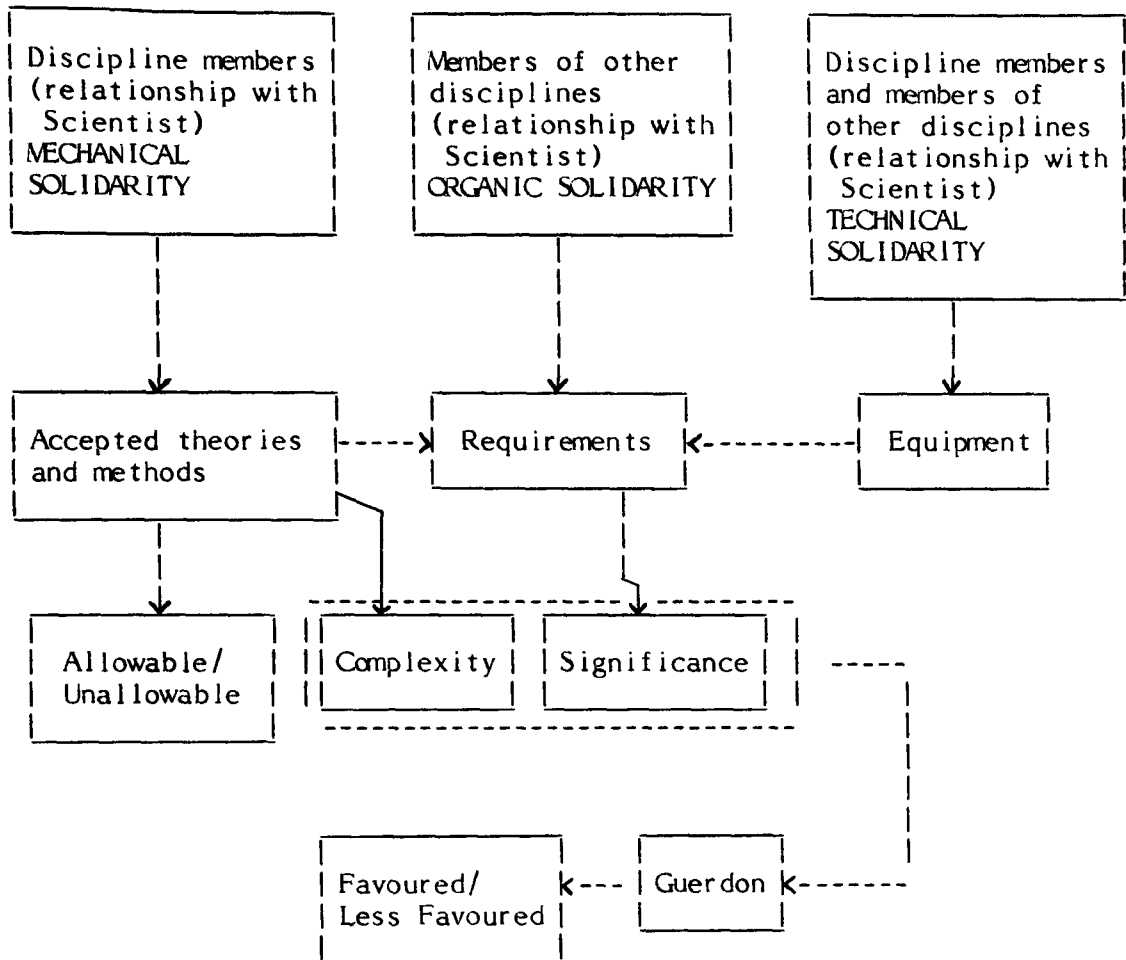 Discipline members
(relationship with
Scientist)
MECHANICAL
SOLIDARITY
Members of other
disciplines
(relationship with
Scientist)
ORGANIC SOLIDARITY
Discipline members
and members of
other disciplines
(relationship with
Scientist)
TECHNICAL
SOLIDARITY
Accepted theories
and methods
Requirements
Equipment
Allowable/
Unallowable
Complexity
Significance
Favoured/
Less Favoured
Guerdon